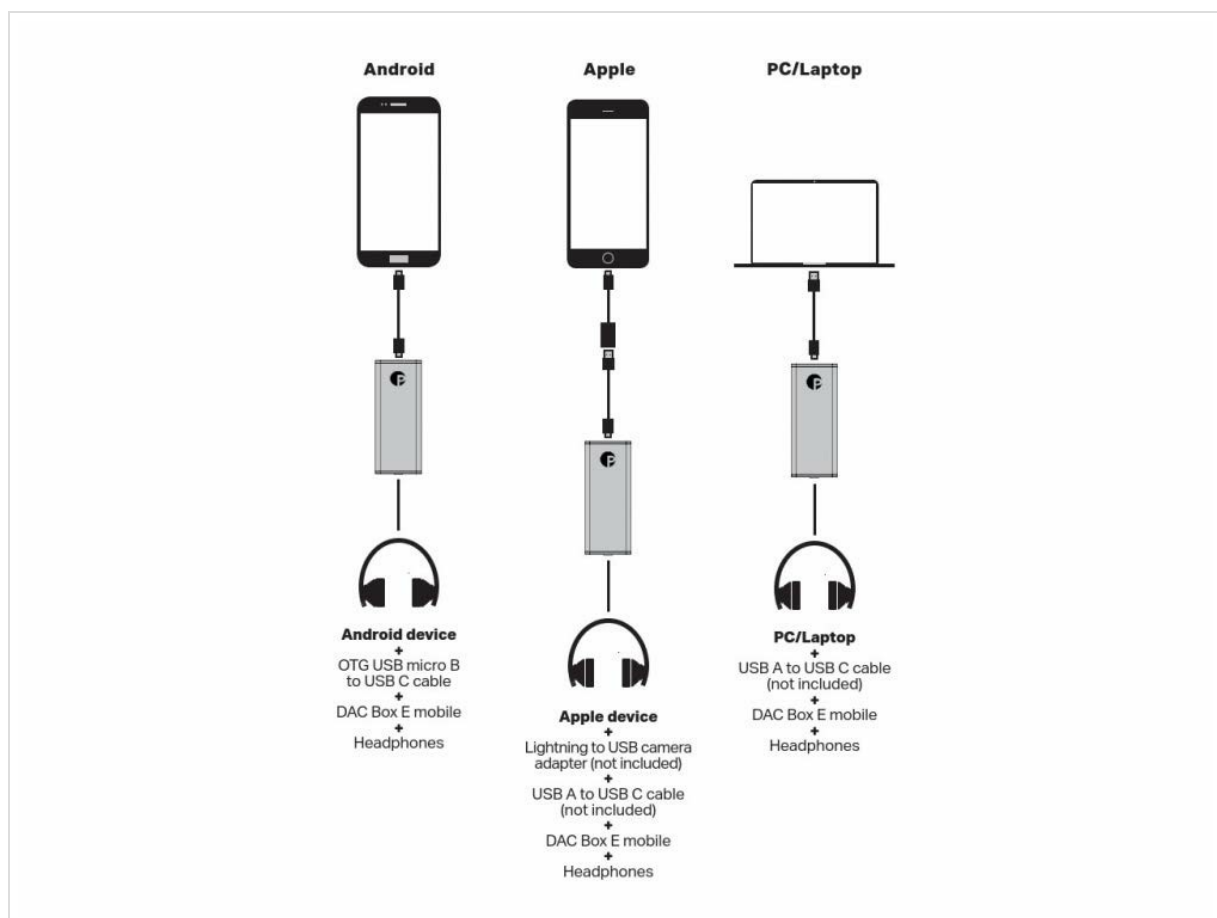 Android
Apple
PC/Laptop
Android device
+
OTG USB micro B
to USB C cable
+
DAC Box E mobile
+
Headphones
Apple device
+
Lightning to USB camera
adapter (not included)
+
USB A to USB C cable
(not included)
+
DAC Box E mobile
+
Headphones
PC/Laptop
+
USB A to USB C cable
(not included)
+
DAC Box E mobile
+
Headphones